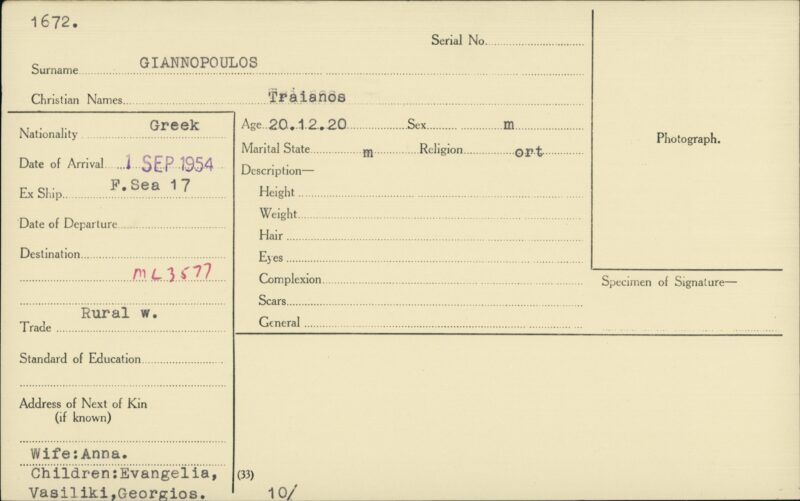 1672.
Serial No.
Surname GIANNOPOULOS
Christian Names Traianos
Nationality Greek
Date of Arrival 1 SEP 1954
Ex Ship F.Sea 17
Date of Departure
Destination
ML3577
Trade Rural w.
Standard of Education
Address of Next of Kin
(if known)
Wife:Anna.
Children:Evangelia,
Vasiliki,Georgios.
Age 20.12.20 Sex m
Marital State m Religion ort
Description—
Height
Weight
Hair
Eyes
Complexion
Scars
General
(33)
10/
Photograph.
Specimen of Signature—